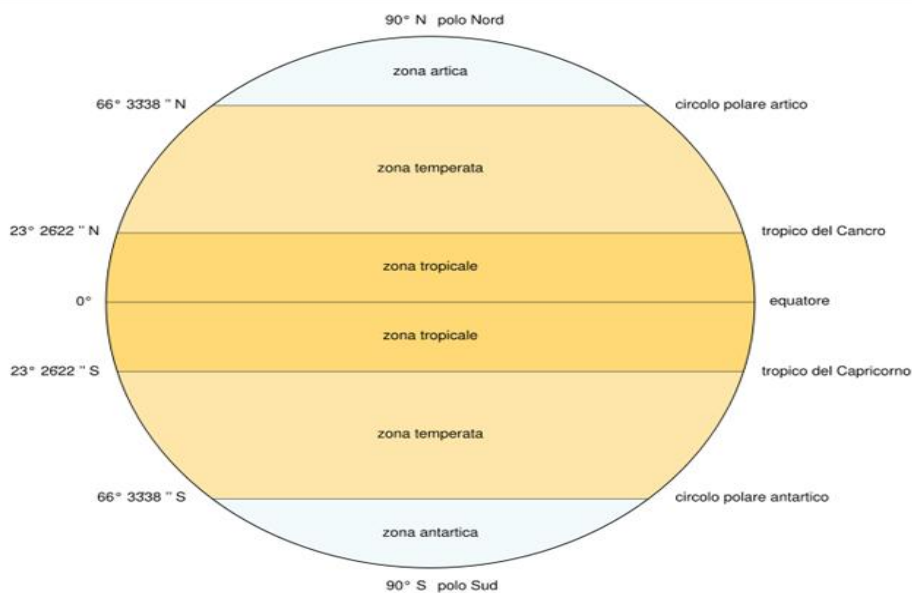 90° N polo Nord
zona artica
66° 3338 " N
circolo polare artico
zona temperata
23° 2622 " N
tropico del Cancro
zona tropicale
0°
equatore
zona tropicale
23° 2622 " S
tropico del Capricorno
zona temperata
66° 3338 " S
circolo polare antartico
zona antartica
90° S polo Sud